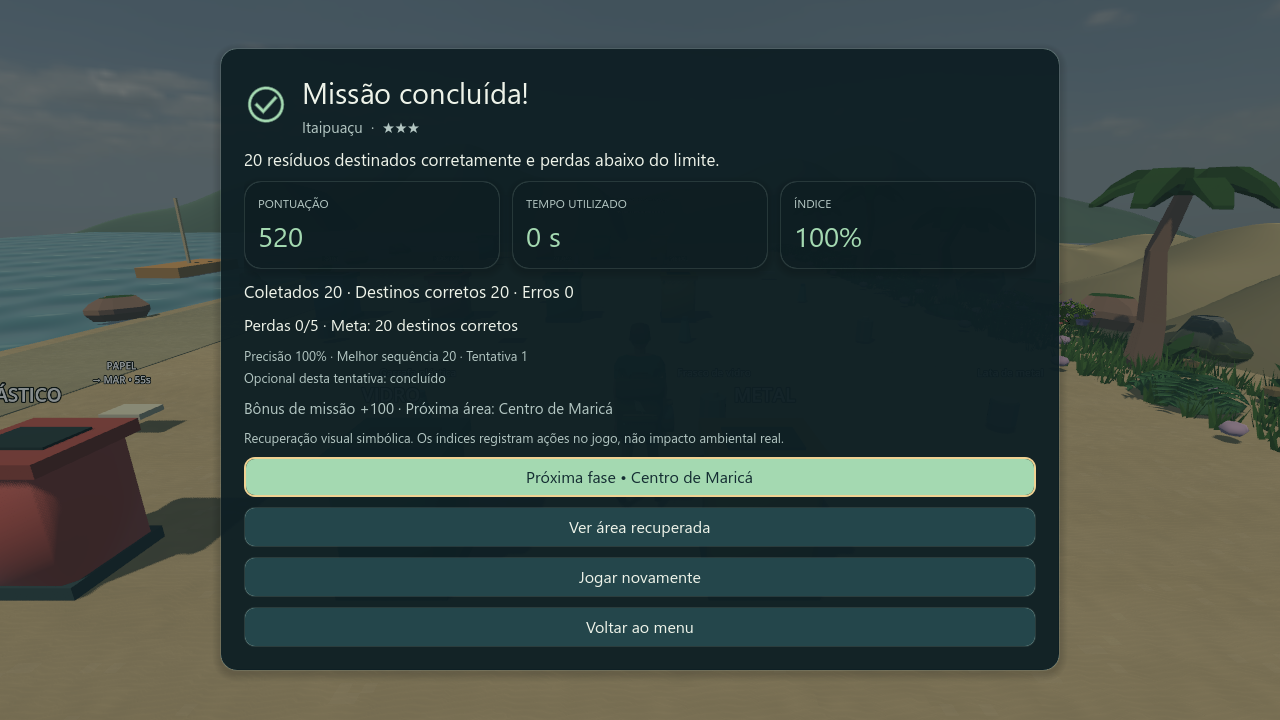 Missão concluída!
Itaipuaçu · ★★★
20 resíduos destinados corretamente e perdas abaixo do limite.
PONTUAÇÃO
520
TEMPO UTILIZADO
0 s
ÍNDICE
100%
Coletados 20 · Destinos corretos 20 · Erros 0
Perdas 0/5 · Meta: 20 destinos corretos
Precisão 100% · Melhor sequência 20 · Tentativa 1
Opcional desta tentativa: concluído
Bônus de missão +100 · Próxima área: Centro de Maricá
Recuperação visual simbólica. Os índices registram ações no jogo, não impacto ambiental real.
Próxima fase • Centro de Maricá
Ver área recuperada
Jogar novamente
Voltar ao menu
PAPEL
→ MAR • 55s
ÁSTICO
METAL